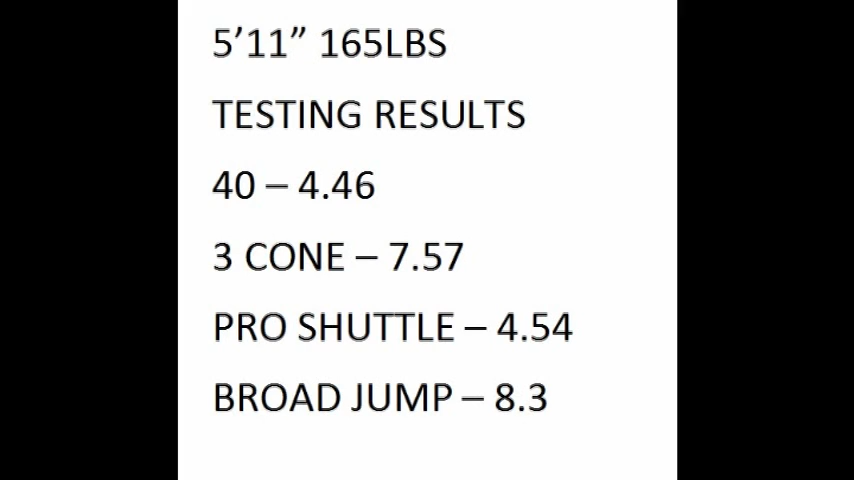 5’11” 165LBS
TESTING RESULTS
40 – 4.46
3 CONE – 7.57
PRO SHUTTLE – 4.54
BROAD JUMP – 8.3